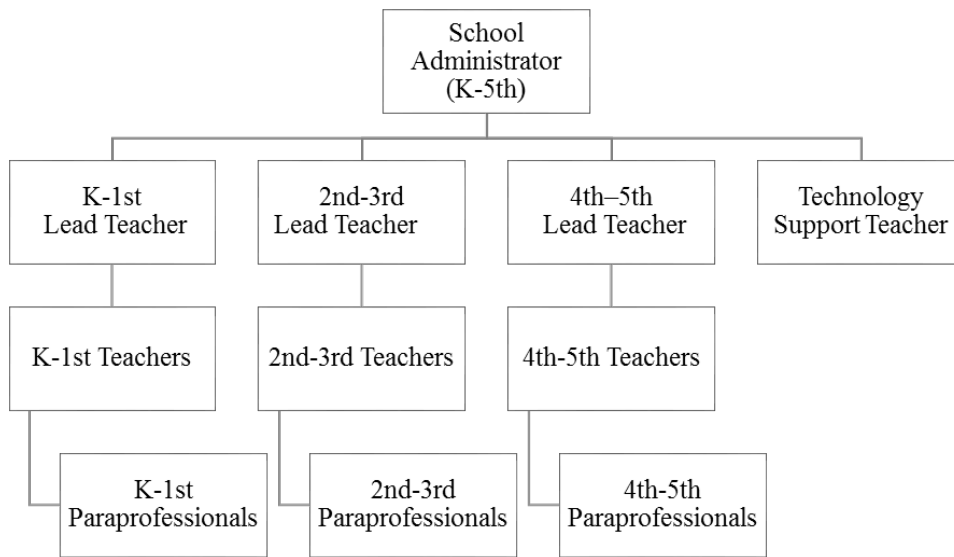 School
Administrator
(K-5th)
K-1st
Lead Teacher
2nd-3rd
Lead Teacher
4th–5th
Lead Teacher
Technology
Support Teacher
K-1st Teachers
2nd-3rd Teachers
4th-5th Teachers
K-1st
Paraprofessionals
2nd-3rd
Paraprofessionals
4th-5th
Paraprofessionals